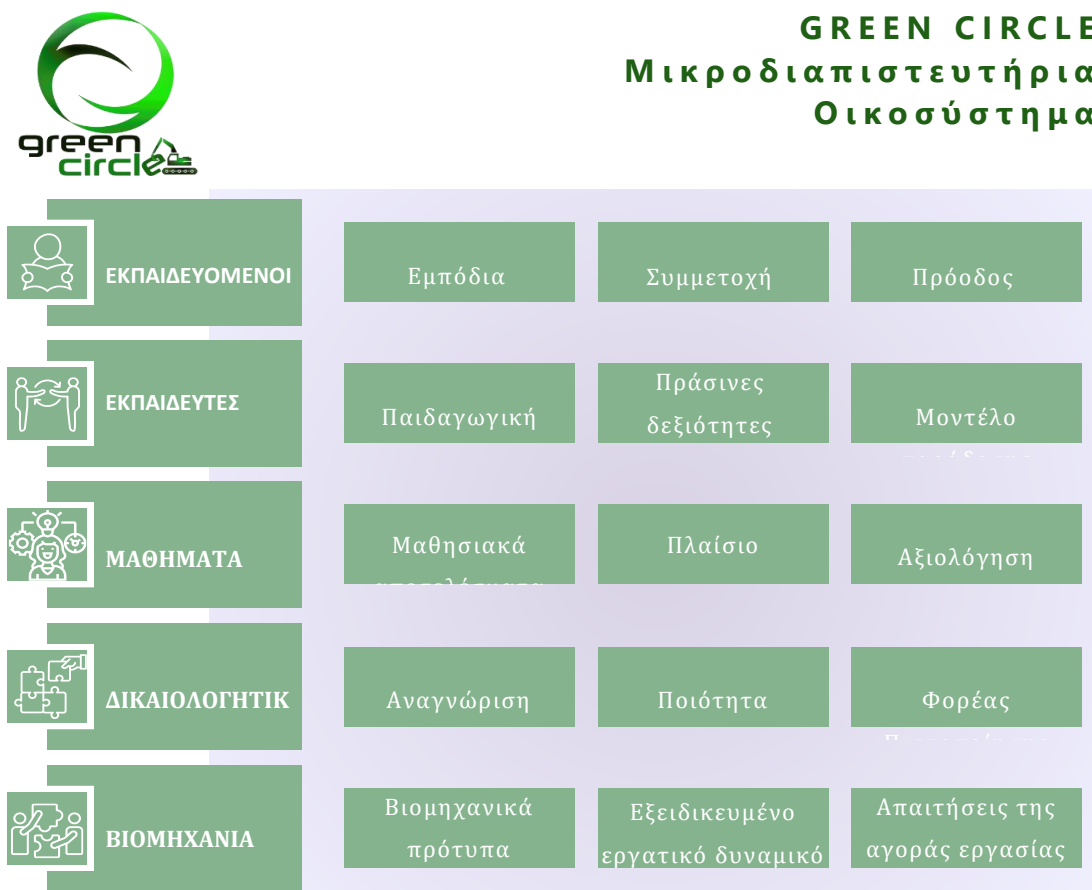 GREEN CIRCLE
Μικροδιαπιστευτήρια
Οικοσύστημα
green
circle
ΕΚΠΑΙΔΕΥΟΜΕΝΟΙ
Εμπόδια
Συμμετοχή
Πρόοδος
ΕΚΠΑΙΔΕΥΤΕΣ
Παιδαγωγική
Πράσινες
δεξιότητες
Μοντέλο
ΜΑΘΗΜΑΤΑ
Μαθησιακά
Πλαίσιο
Αξιολόγηση
ΔΙΚΑΙΟΛΟΓΗΤΙΚ
Αναγνώριση
Ποιότητα
Φορέας
ΒΙΟΜΗΧΑΝΙΑ
Βιομηχανικά
πρότυπα
Εξειδικευμένο
εργατικό δυναμικό
Απαιτήσεις της
αγοράς εργασίας